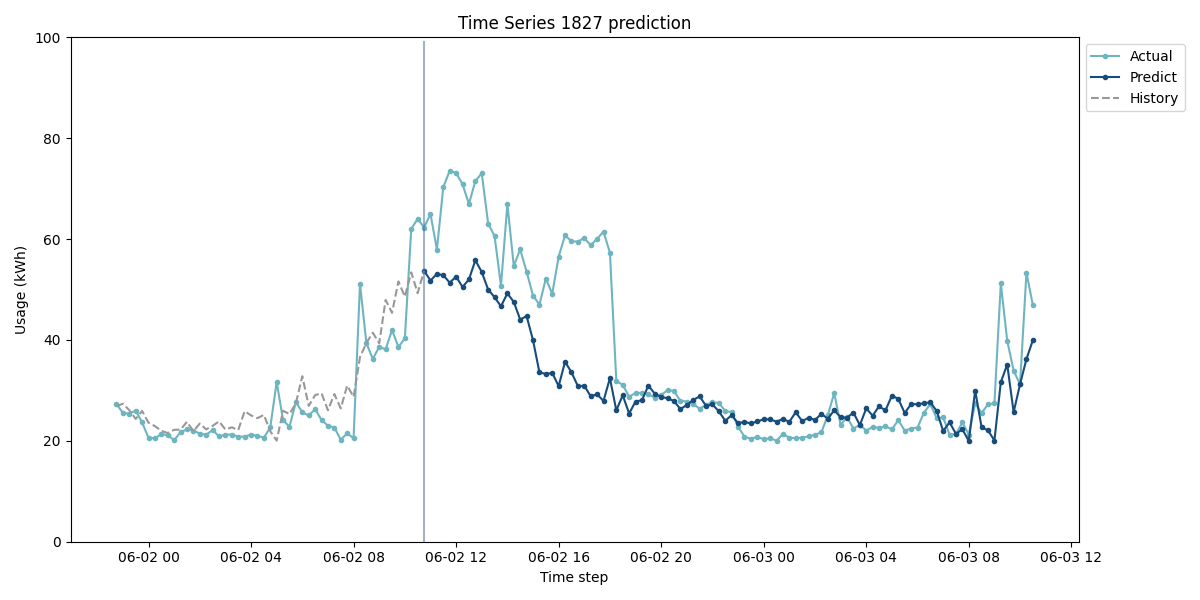 Time Series 1827 prediction
100
80
60
40
20
0
Usage (kWh)
06-02 00
06-02 04
06-02 08
06-02 12
06-02 16
06-02 20
06-03 00
06-03 04
06-03 08
06-03 12
Time step
Actual
Predict
History